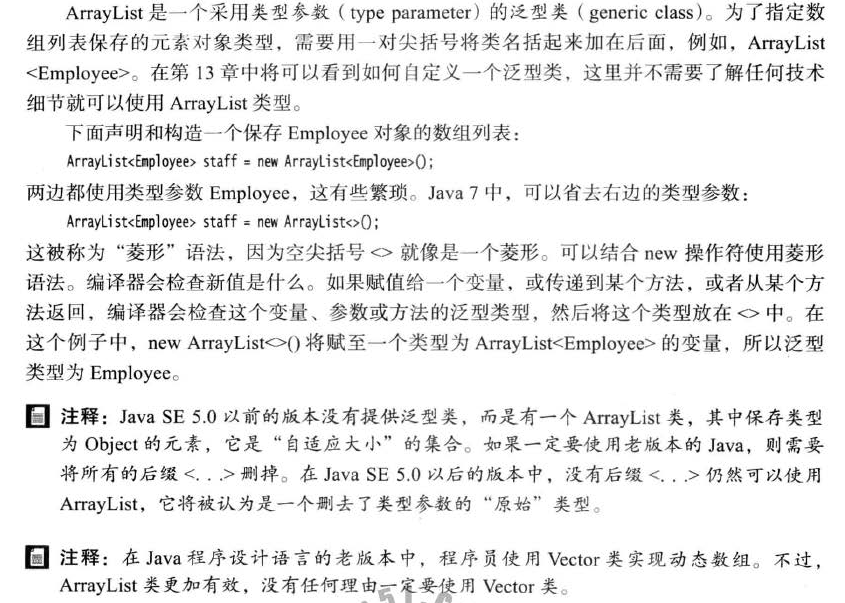 ArrayList 是一个采用类型参数（type parameter）的泛型类（generic class）。为了指定数
组列表保存的元素对象类型，需要用一对尖括号将类名括起来加在后面，例如，ArrayList
<Employee>。在第 13 章中将可以看到如何自定义一个泛型类，这里并不需要了解任何技术
细节就可以使用 ArrayList 类型。
下面声明和构造一个保存 Employee 对象的数组列表：
ArrayList<Employee> staff = new ArrayList<Employee>();
两边都使用类型参数 Employee，这有些繁琐。Java 7 中，可以省去右边的类型参数：
ArrayList<Employee> staff = new ArrayList<>();
这被称为“菱形”语法，因为空尖括号 <> 就像是一个菱形。可以结合 new 操作符使用菱形
语法。编译器会检查新值是什么。如果赋值给一个变量，或传递到某个方法，或者从某个方
法返回，编译器会检查这个变量、参数或方法的泛型类型，然后将这个类型放在 <> 中。在
这个例子中，new ArrayList<>() 将赋至一个类型为 ArrayList<Employee> 的变量，所以泛型
类型为 Employee。
注释：Java SE 5.0 以前的版本没有提供泛型类，而是有一个 ArrayList 类，其中保存类型
为 Object 的元素，它是“自适应大小”的集合。如果一定要使用老版本的 Java，则需要
将所有的后缀 <. . .> 删掉。在 Java SE 5.0 以后的版本中，没有后缀 <. . .> 仍然可以使用
ArrayList，它将被认为是一个删去了类型参数的“原始”类型。
注释：在 Java 程序设计语言的老版本中，程序员使用 Vector 类实现动态数组。不过，
ArrayList 类更加有效，没有任何理由一定要使用 Vector 类。